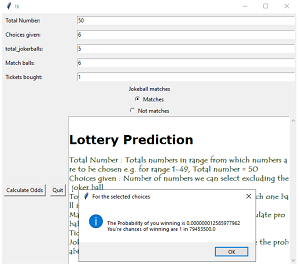 tk
Total Number:
50
Choices given:
6
total_jokerballs:
5
Match balls:
6
Tickets bought:
1
Jokeball matches
Matches
Not matches
Calculate Odds
Quit
Lottery Prediction
Total Number : Totals numbers in range from which numbers a
re to be chosen e.g. for range 1-49, Total number = 50
Choices given : Number of numbers we can select excluding the
joker ball
For the selected choices
The Probability of you winning is 0.000000012585977962
You're chances of winning are 1 in 79453500.0
OK